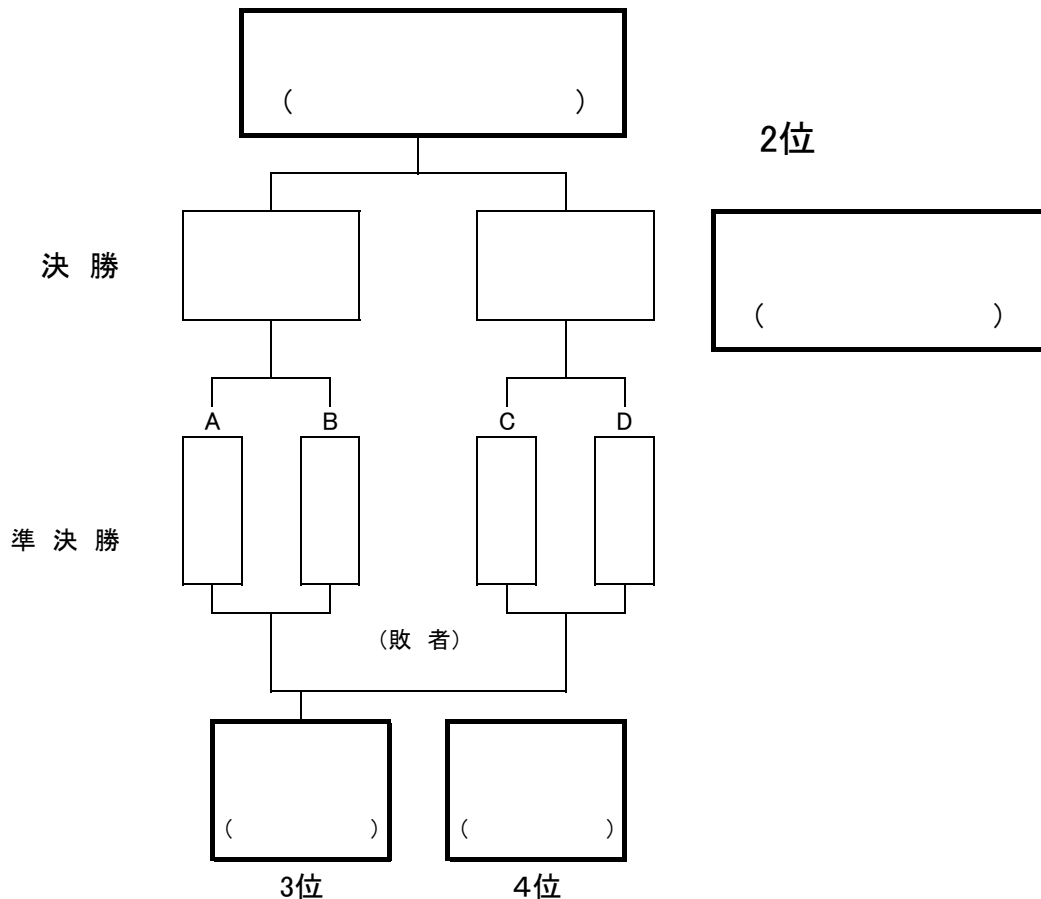 (                    )
2位
決 勝
(                    )
A B C D
準 決 勝
(敗 者)
(          ) (          )
3位 4位